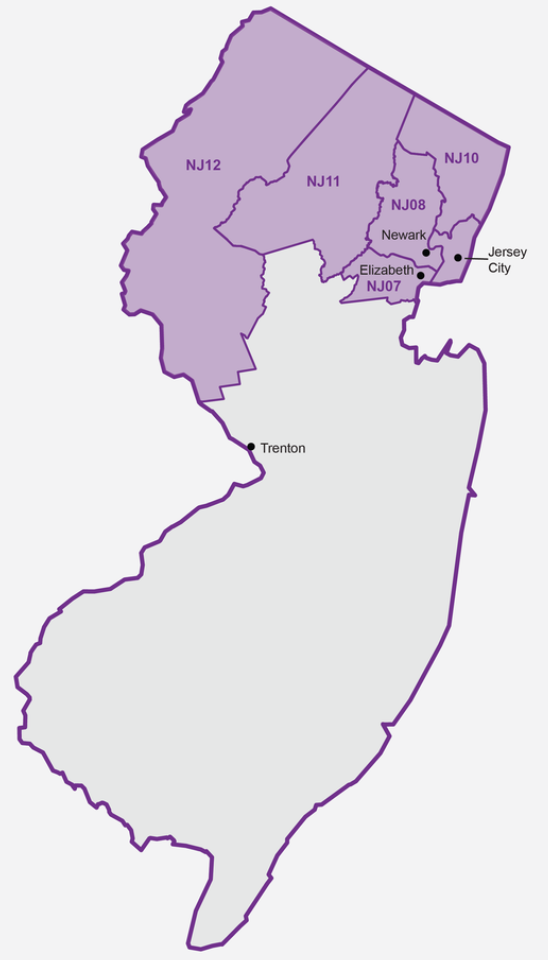 NJ12
NJ11
NJ10
NJ08
Newark
Jersey
City
Elizabeth
NJ07
Trenton